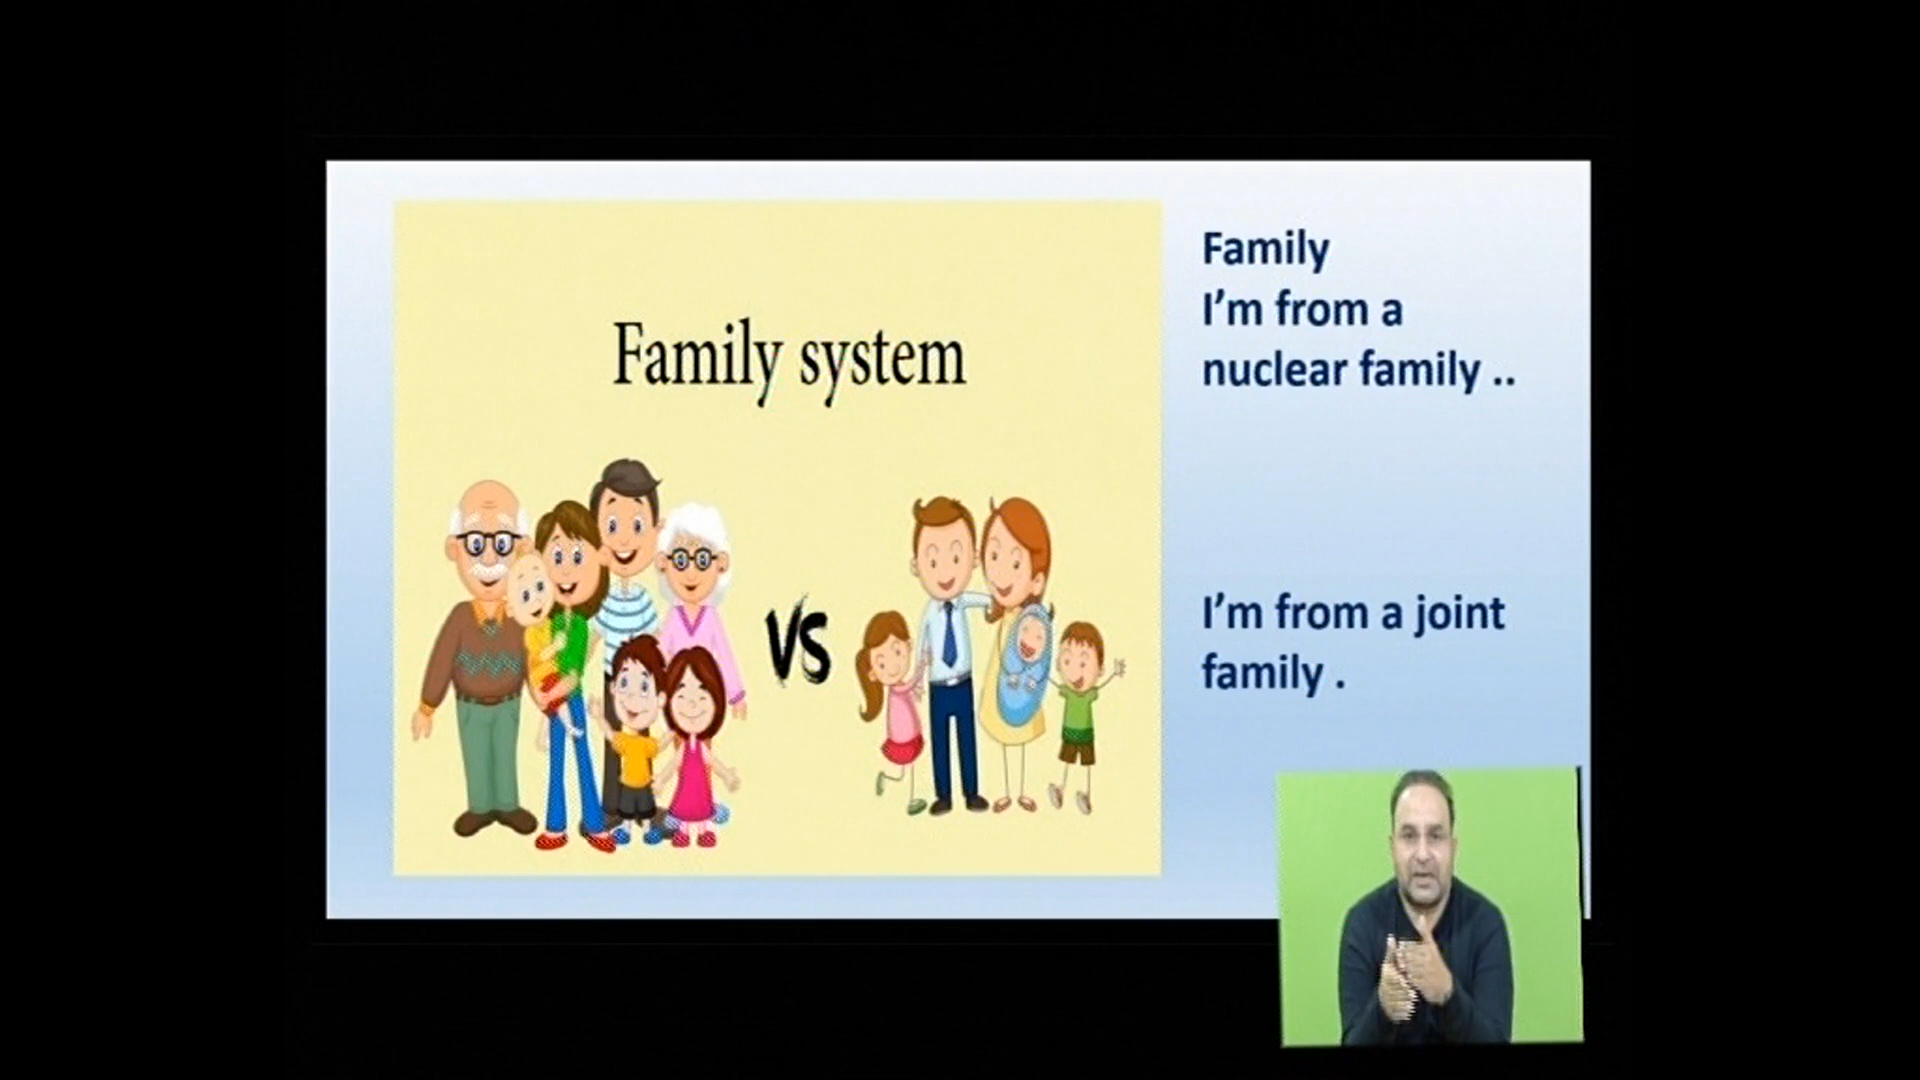 Family system
VS
Family
I'm from a
nuclear family ..
I'm from a joint
family .